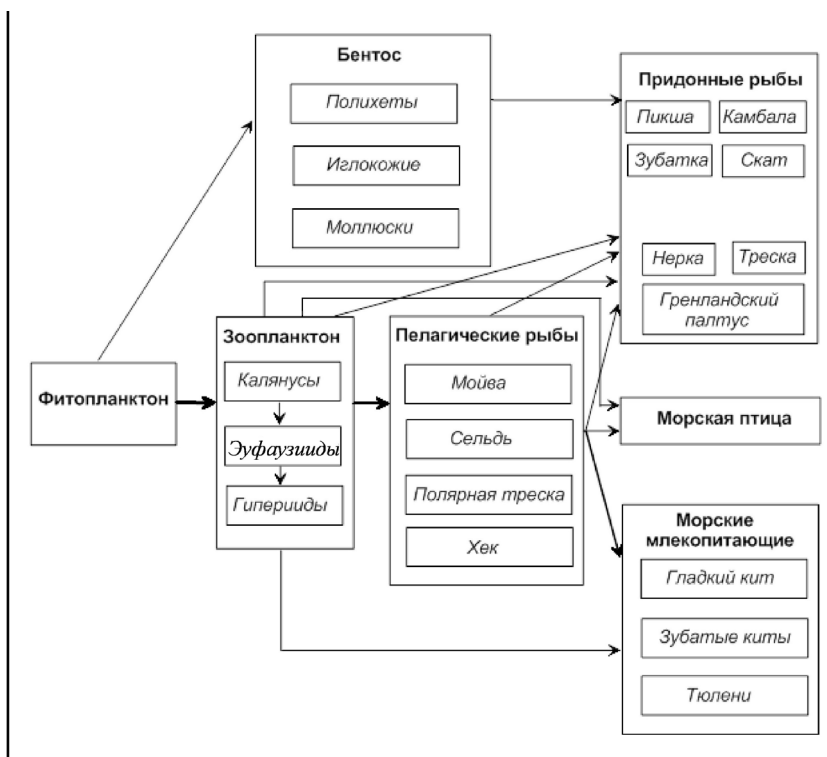 Бентос
Полихеты
Иглокожие
Моллюски
Придонные рыбы
Пикша
Камбала
Зубатка
Скат
Нерка
Треска
Гренландский
палтус
Фитопланктон
Зоопланктон
Калянусы
Эуфаузииды
Гиперииды
Пелагические рыбы
Мойва
Сельдь
Полярная треска
Хек
Морская птица
Морские
млекопитающие
Гладкий кит
Зубатые киты
Тюлени